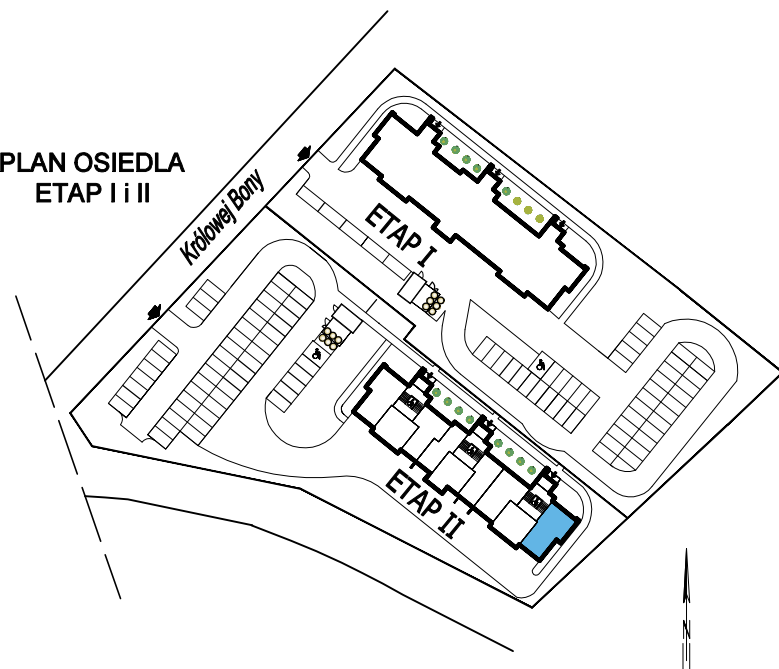 PLAN OSIEDLA
ETAP I i II
Królowej Bony
ETAP I
ETAP II
N